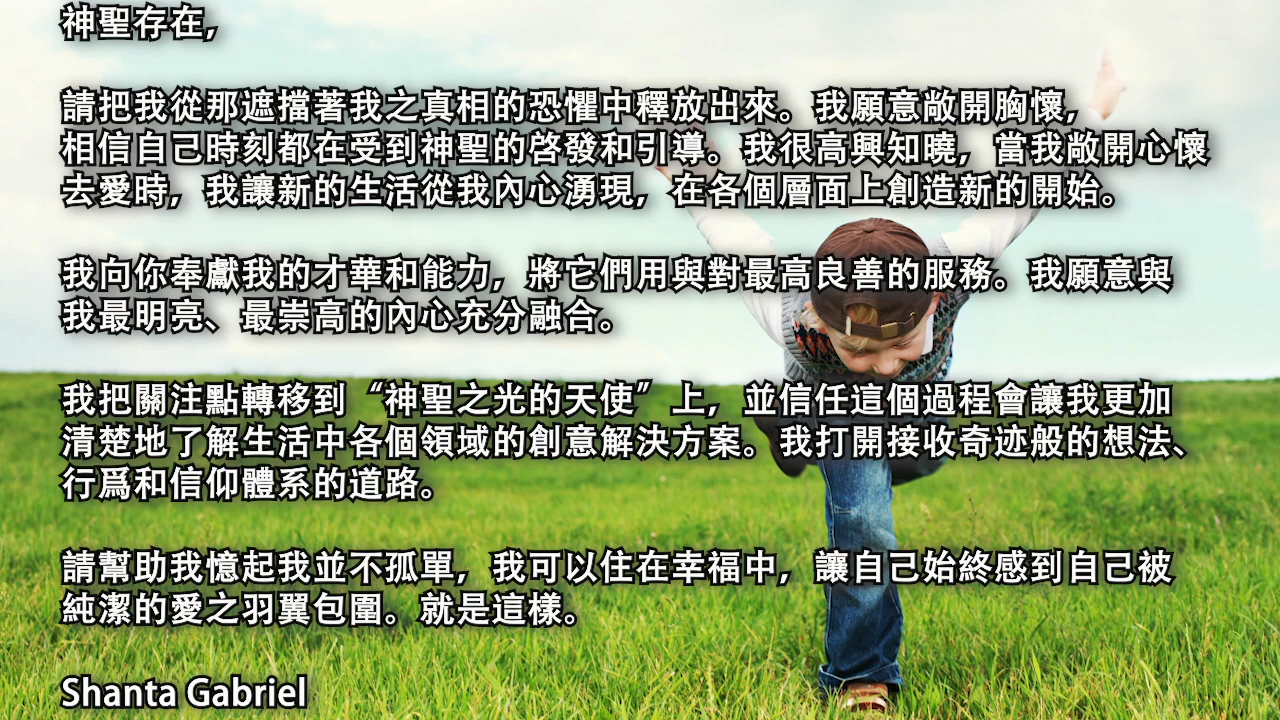 神聖存在,
請把我從那遮擋著我之真相的恐懼中釋放出來。我願意敞開胸懷,
相信自己時刻都在受到神聖的啓發和引導。我很高興知曉，當我敞開心懷
去愛時，我讓新的生活從我內心湧現，在各個層面上創造新的開始。
我向你奉獻我的才華和能力，將它們用與對最高良善的服務。我願意與
我最明亮、最崇高的內心充分融合。
我把關注點轉移到“神聖之光的天使”上，並信任這個過程會讓我更加
清楚地了解生活中各個領域的創意解決方案。我打開接收奇迹般的想法、
行爲和信仰體系的道路。
請幫助我憶起我並不孤單，我可以住在幸福中，讓自己始終感到自己被
純潔的愛之羽翼包圍。就是這樣。
Shanta Gabriel